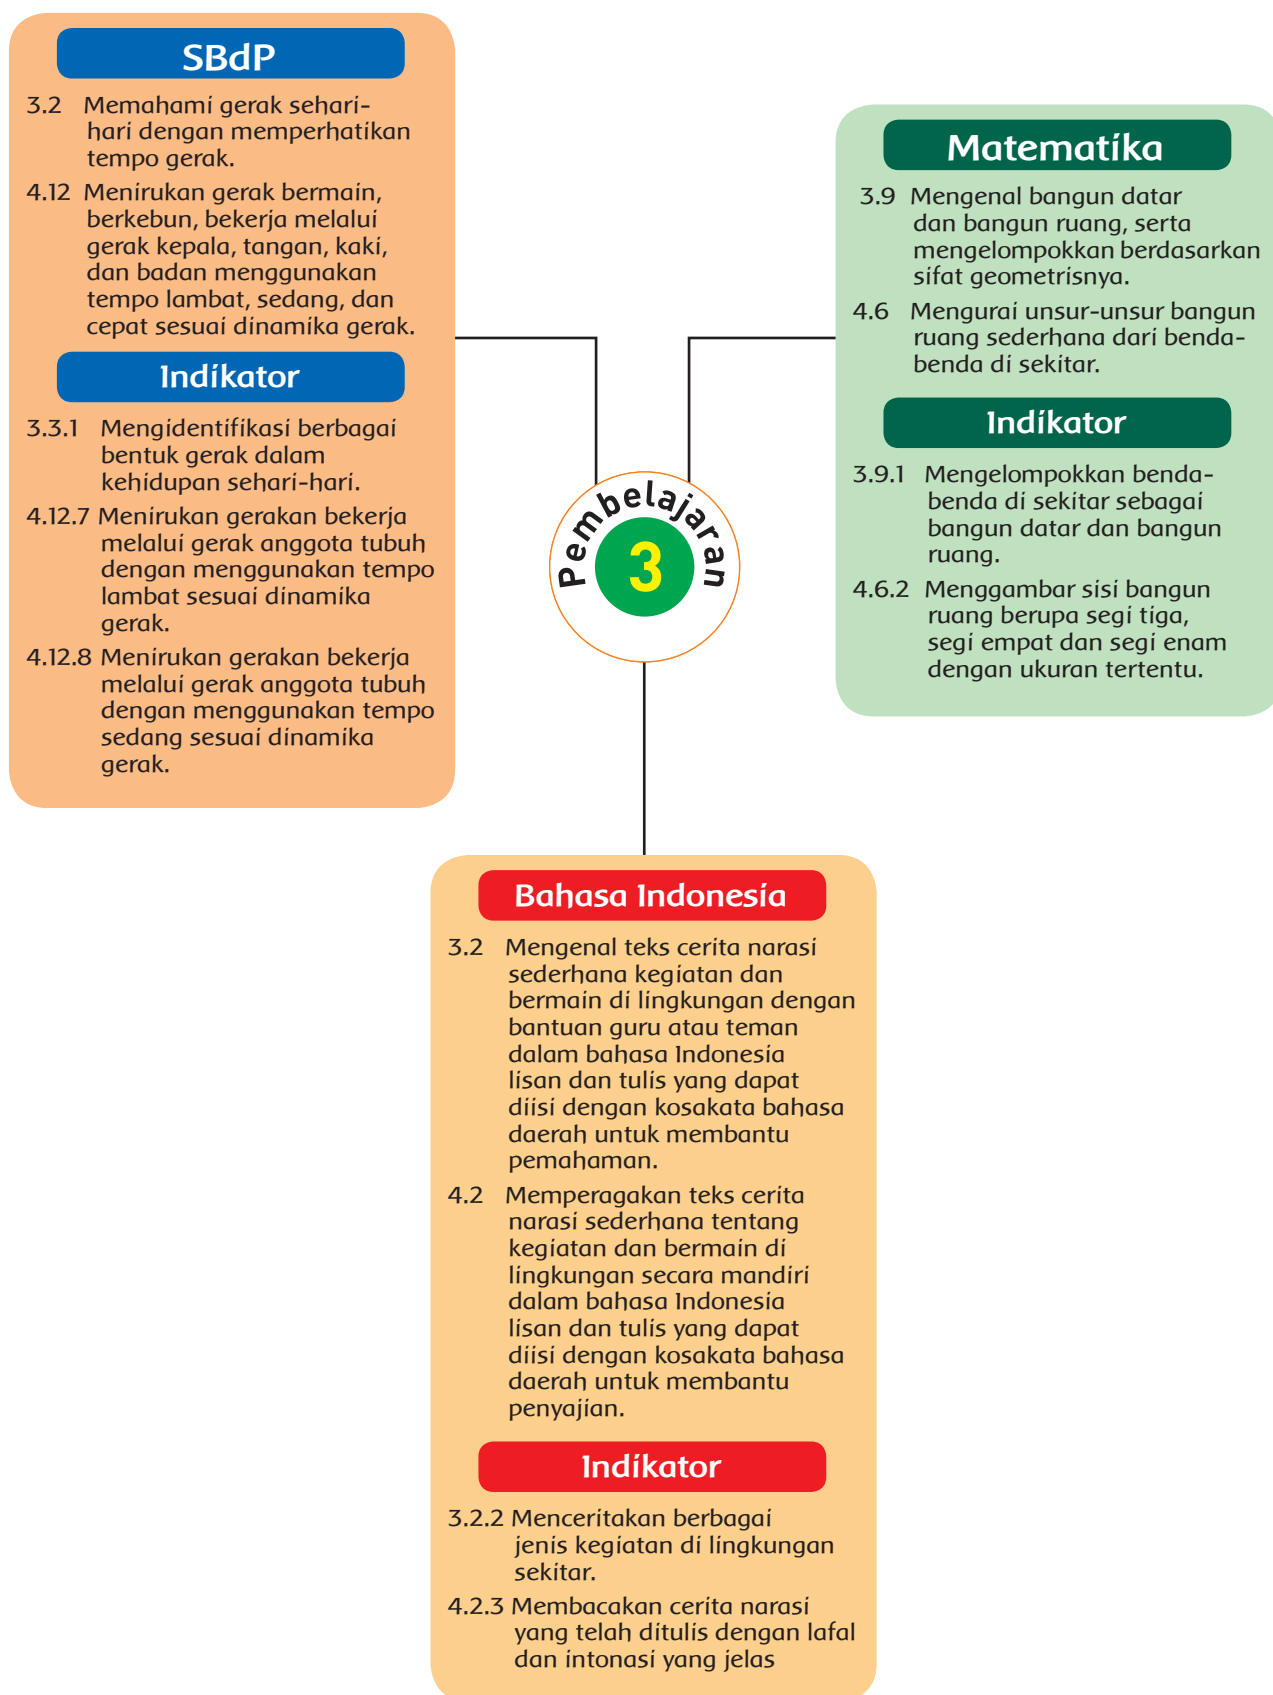 SBdP
3.2 Memahami gerak sehari-
hari dengan memperhatikan
tempo gerak.
4.12 Menirukan gerak bermain,
berkebun, bekerja melalui
gerak kepala, tangan, kaki,
dan badan menggunakan
tempo lambat, sedang, dan
cepat sesuai dinamika gerak.
Indikator
3.3.1 Mengidentifikasi berbagai
bentuk gerak dalam
kehidupan sehari-hari.
4.12.7 Menirukan gerakan bekerja
melalui gerak anggota tubuh
dengan menggunakan tempo
lambat sesuai dinamika
gerak.
4.12.8 Menirukan gerakan bekerja
melalui gerak anggota tubuh
dengan menggunakan tempo
sedang sesuai dinamika
gerak.
Matematika
3.9 Mengenal bangun datar
dan bangun ruang, serta
mengelompokkan berdasarkan
sifat geometrisnya.
4.6 Mengurai unsur-unsur bangun
ruang sederhana dari benda-
benda di sekitar.
Indikator
3.9.1 Mengelompokkan benda-
benda di sekitar sebagai
bangun datar dan bangun
ruang.
4.6.2 Menggambar sisi bangun
ruang berupa segi tiga,
segi empat dan segi enam
dengan ukuran tertentu.
Pembelajaran
3
Bahasa Indonesia
3.2 Mengenal teks cerita narasi
sederhana kegiatan dan
bermain di lingkungan dengan
bantuan guru atau teman
dalam bahasa Indonesia
lisan dan tulis yang dapat
diisi dengan kosakata bahasa
daerah untuk membantu
pemahaman.
4.2 Memperagakan teks cerita
narasi sederhana tentang
kegiatan dan bermain di
lingkungan secara mandiri
dalam bahasa Indonesia
lisan dan tulis yang dapat
diisi dengan kosakata bahasa
daerah untuk membantu
penyajian.
Indikator
3.2.2 Menceritakan berbagai
jenis kegiatan di lingkungan
sekitar.
4.2.3 Membacakan cerita narasi
yang telah ditulis dengan lafal
dan intonasi yang jelas